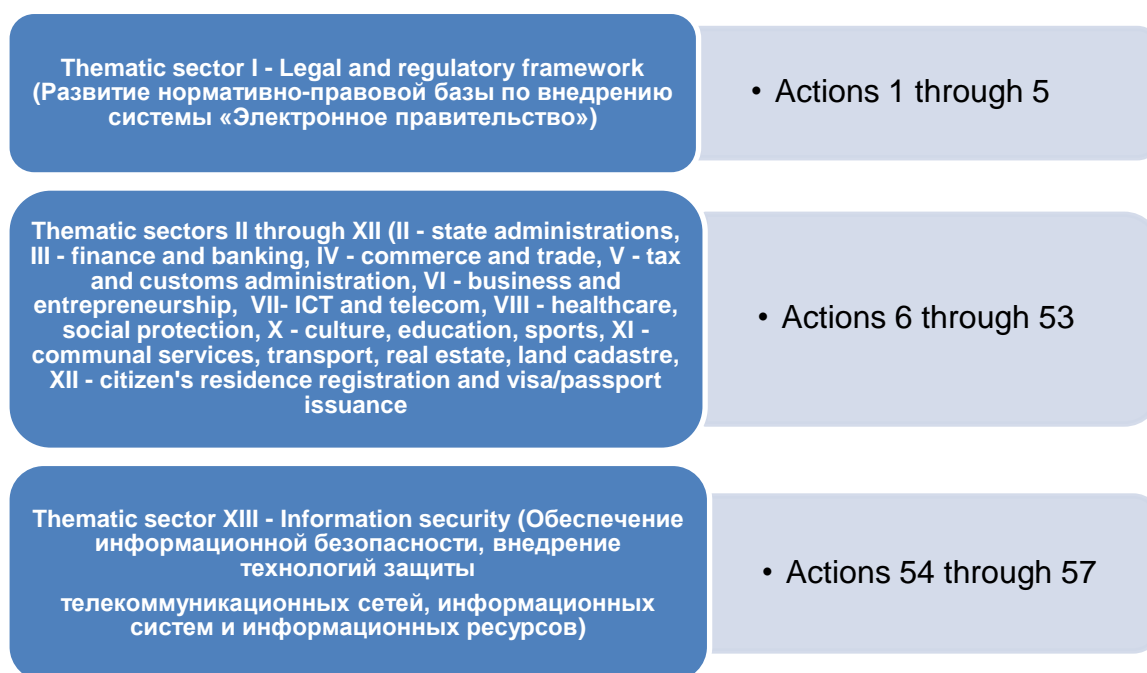 Thematic sector I - Legal and regulatory framework
(Развитие нормативно-правовой базы по внедрению
системы «Электронное правительство»)
• Actions 1 through 5
Thematic sectors II through XII (II - state administrations,
III - finance and banking, IV - commerce and trade, V - tax
and customs administration, VI - business and
entrepreneurship, VII- ICT and telecom, VIII - healthcare,
social protection, X - culture, education, sports, XI -
communal services, transport, real estate, land cadastre,
XII - citizen's residence registration and visa/passport
issuance
• Actions 6 through 53
Thematic sector XIII - Information security (Обеспечение
информационной безопасности, внедрение
технологий защиты
телекоммуникационных сетей, информационных
систем и информационных ресурсов)
• Actions 54 through 57